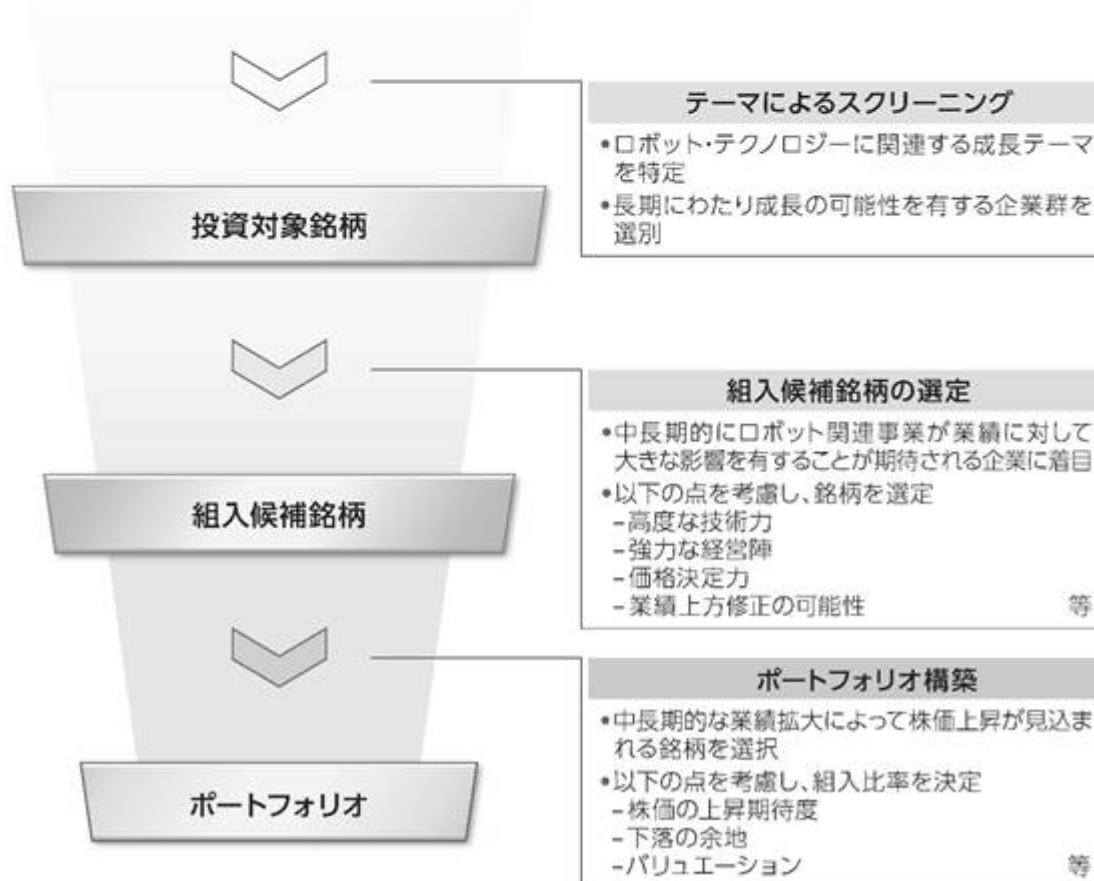 テーマによるスクリーニング
•ロボット・テクノロジーに関連する成長テーマ
を特定
•長期にわたり成長の可能性を有する企業群を
選別
投資対象銘柄
組入候補銘柄の選定
•中長期的にロボット関連事業が業績に対して
大きな影響を有することが期待される企業に着目
•以下の点を考慮し、銘柄を選定
–高度な技術力
–強力な経営陣
–価格決定力
–業績上方修正の可能性 等
組入候補銘柄
ポートフォリオ構築
•中長期的な業績拡大によって株価上昇が見込ま
れる銘柄を選択
•以下の点を考慮し、組入比率を決定
–株価の上昇期待度
–下落の余地
–バリュエーション 等
ポートフォリオ